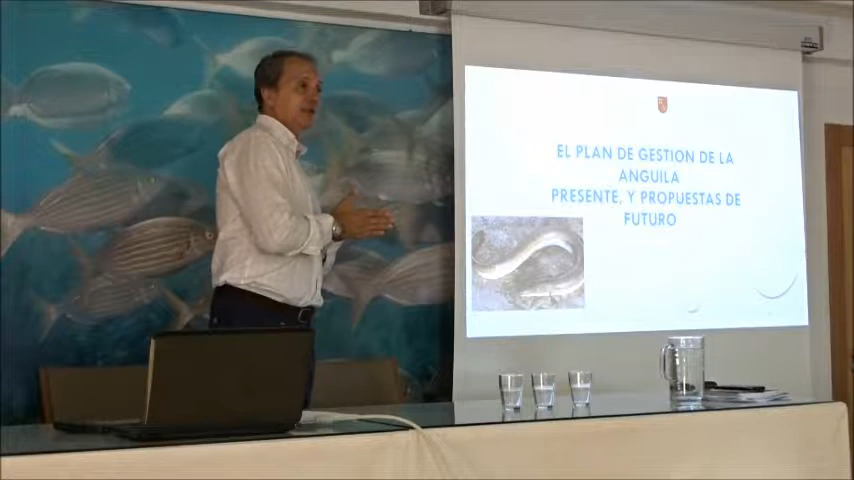 EL PLAN DE GESTION DE LA
ANGUILA
PRESENTE, Y PROPUESTAS DE
FUTURO